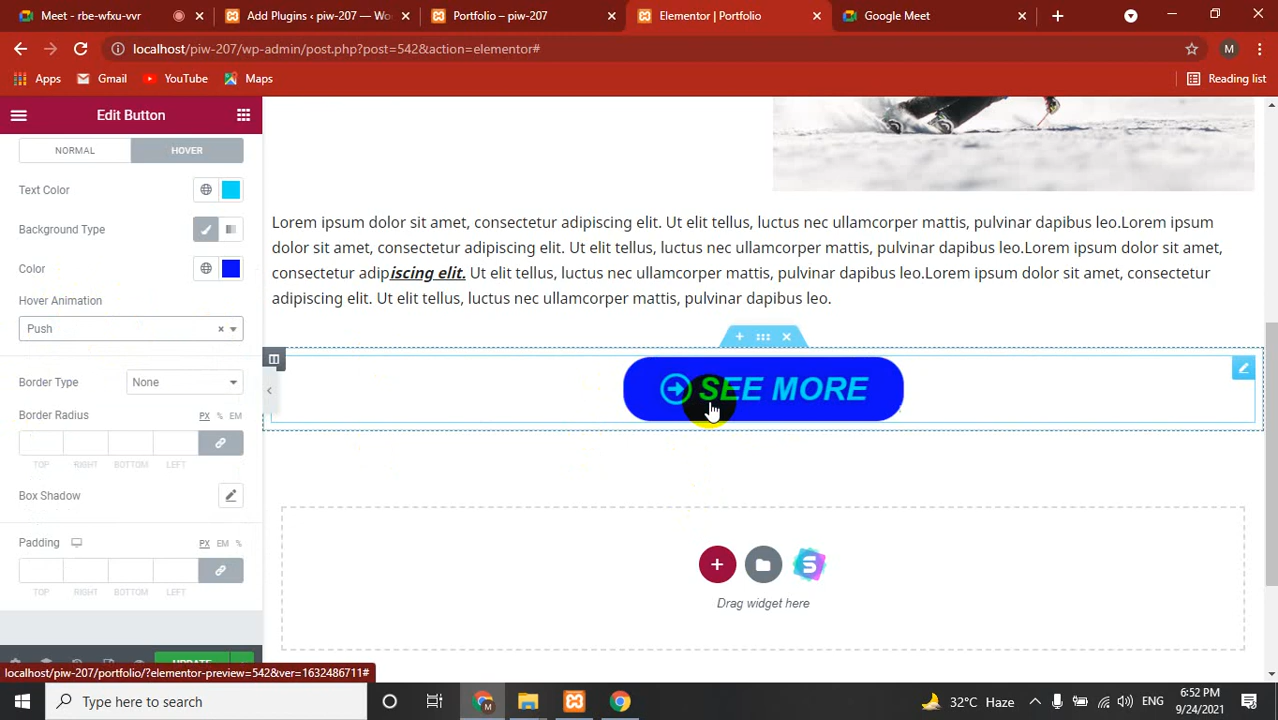 Meet - rbe-wfxu-vvr
Add Plugins ‹ piw-207 — Wo
Portfolio – piw-207
Elementor | Portfolio
Google Meet
localhost/piw-207/wp-admin/post.php?post=542&action=elementor#
M
Apps
Gmail
YouTube
Maps
Reading list
Edit Button
NORMAL
HOVER
Text Color
Background Type
Color
Hover Animation
Push
Border Type
None
Border Radius
PX % EM
TOP RIGHT BOTTOM LEFT
Box Shadow
Padding
PX EM %
TOP RIGHT BOTTOM LEFT
UPDATE
Lorem ipsum dolor sit amet, consectetur adipiscing elit. Ut elit tellus, luctus nec ullamcorper mattis, pulvinar dapibus leo.Lorem ipsum
dolor sit amet, consectetur adipiscing elit. Ut elit tellus, luctus nec ullamcorper mattis, pulvinar dapibus leo.Lorem ipsum dolor sit amet,
consectetur adipiscing elit. Ut elit tellus, luctus nec ullamcorper mattis, pulvinar dapibus leo.Lorem ipsum dolor sit amet, consectetur
adipiscing elit. Ut elit tellus, luctus nec ullamcorper mattis, pulvinar dapibus leo.
SEE MORE
Drag widget here
localhost/piw-207/portfolio/?elementor-preview=542&ver=1632486711#
Type here to search
32°C Haze
ENG
6:52 PM
9/24/2021